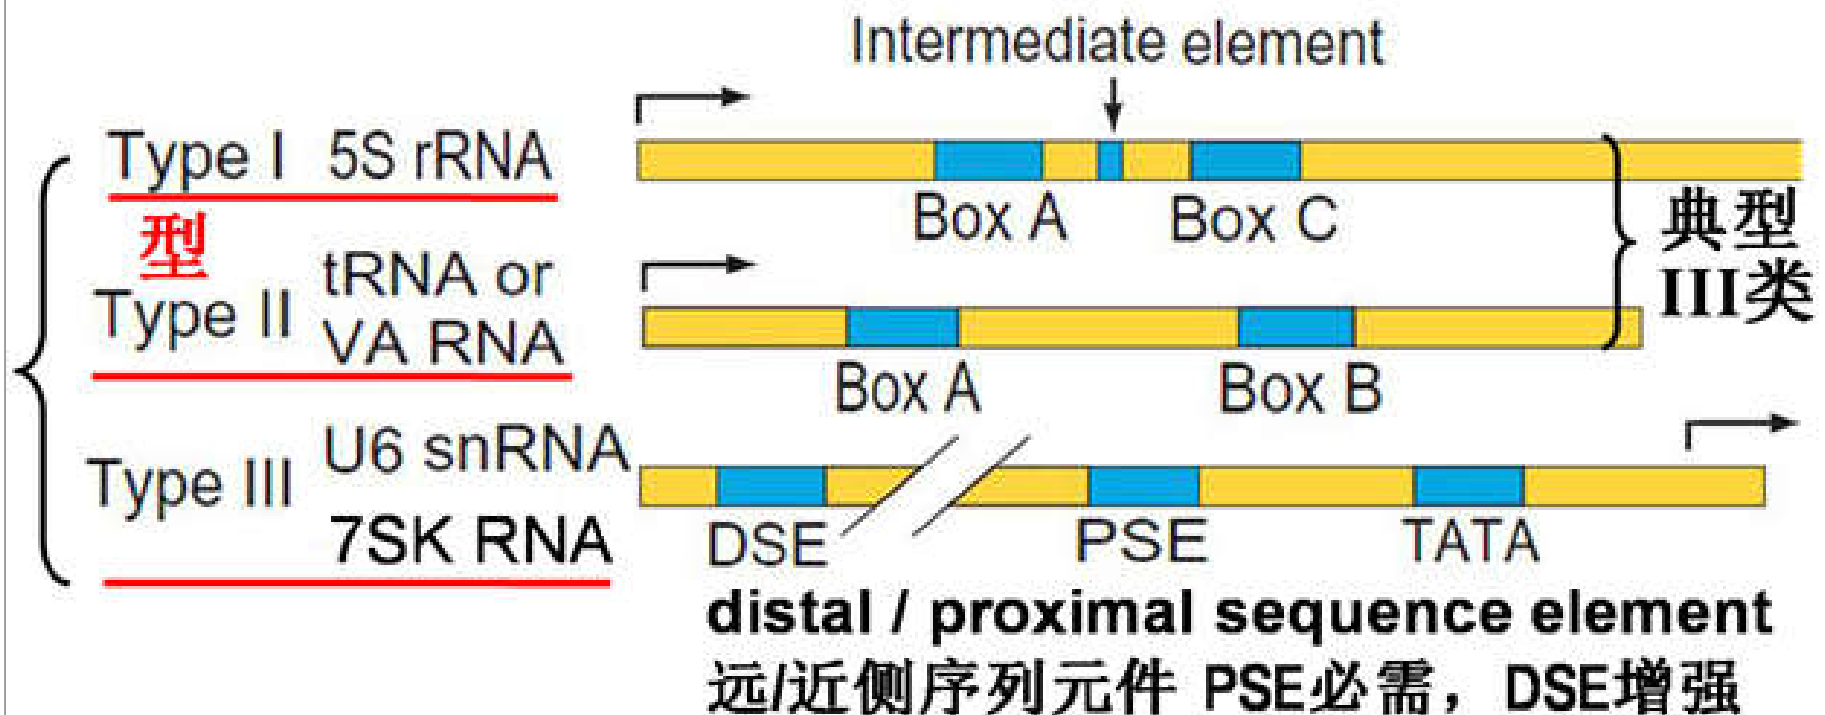 Intermediate element
Type I 5S rRNA
Box A Box C
型
典型
III类
Type II tRNA or
VA RNA
Box A Box B
Type III U6 snRNA
7SK RNA
DSE PSE TATA
distal / proximal sequence element
远/近侧序列元件 PSE必需，DSE增强